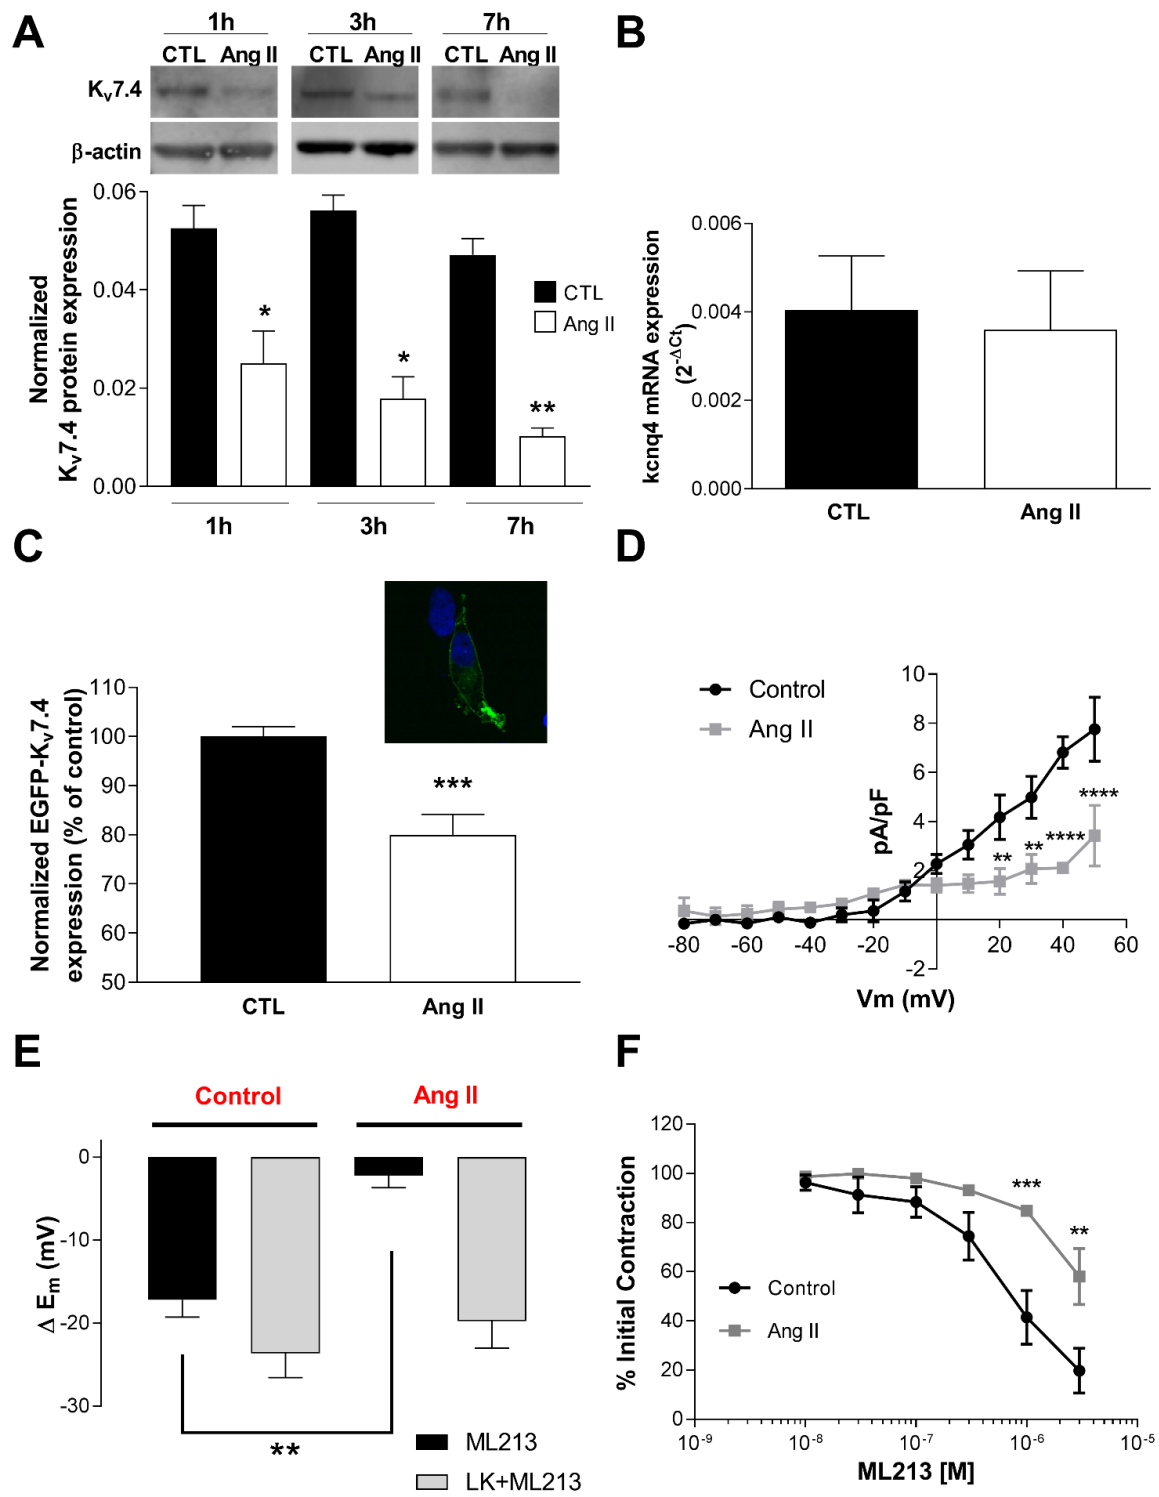 A
1h 3h 7h
CTL Ang II CTL Ang II CTL Ang II
Kv7.4
β-actin
Normalized
Kv7.4 protein expression
0.06
0.04
0.02
0.00
*
*
**
CTL
Ang II
1h 3h 7h
B
kcnq4 mRNA expression
(2^-ΔCt)
0.006
0.004
0.002
0.000
CTL Ang II
C
Normalized EGFP-Kv7.4
expression (% of control)
110
100
90
80
70
60
50
***
CTL Ang II
D
Control
Ang II
pA/pF
10
8
6
4
2
-2
** ** **** ****
-80 -60 -40 -20 20 40 60
Vm (mV)
E
Control Ang II
Δ Em (mV)
0
-10
-20
-30
**
ML213
LK+ML213
F
% Initial Contraction
120
100
80
60
40
20
0
***
**
Control
Ang II
10^-9 10^-8 10^-7 10^-6 10^-5
ML213 [M]